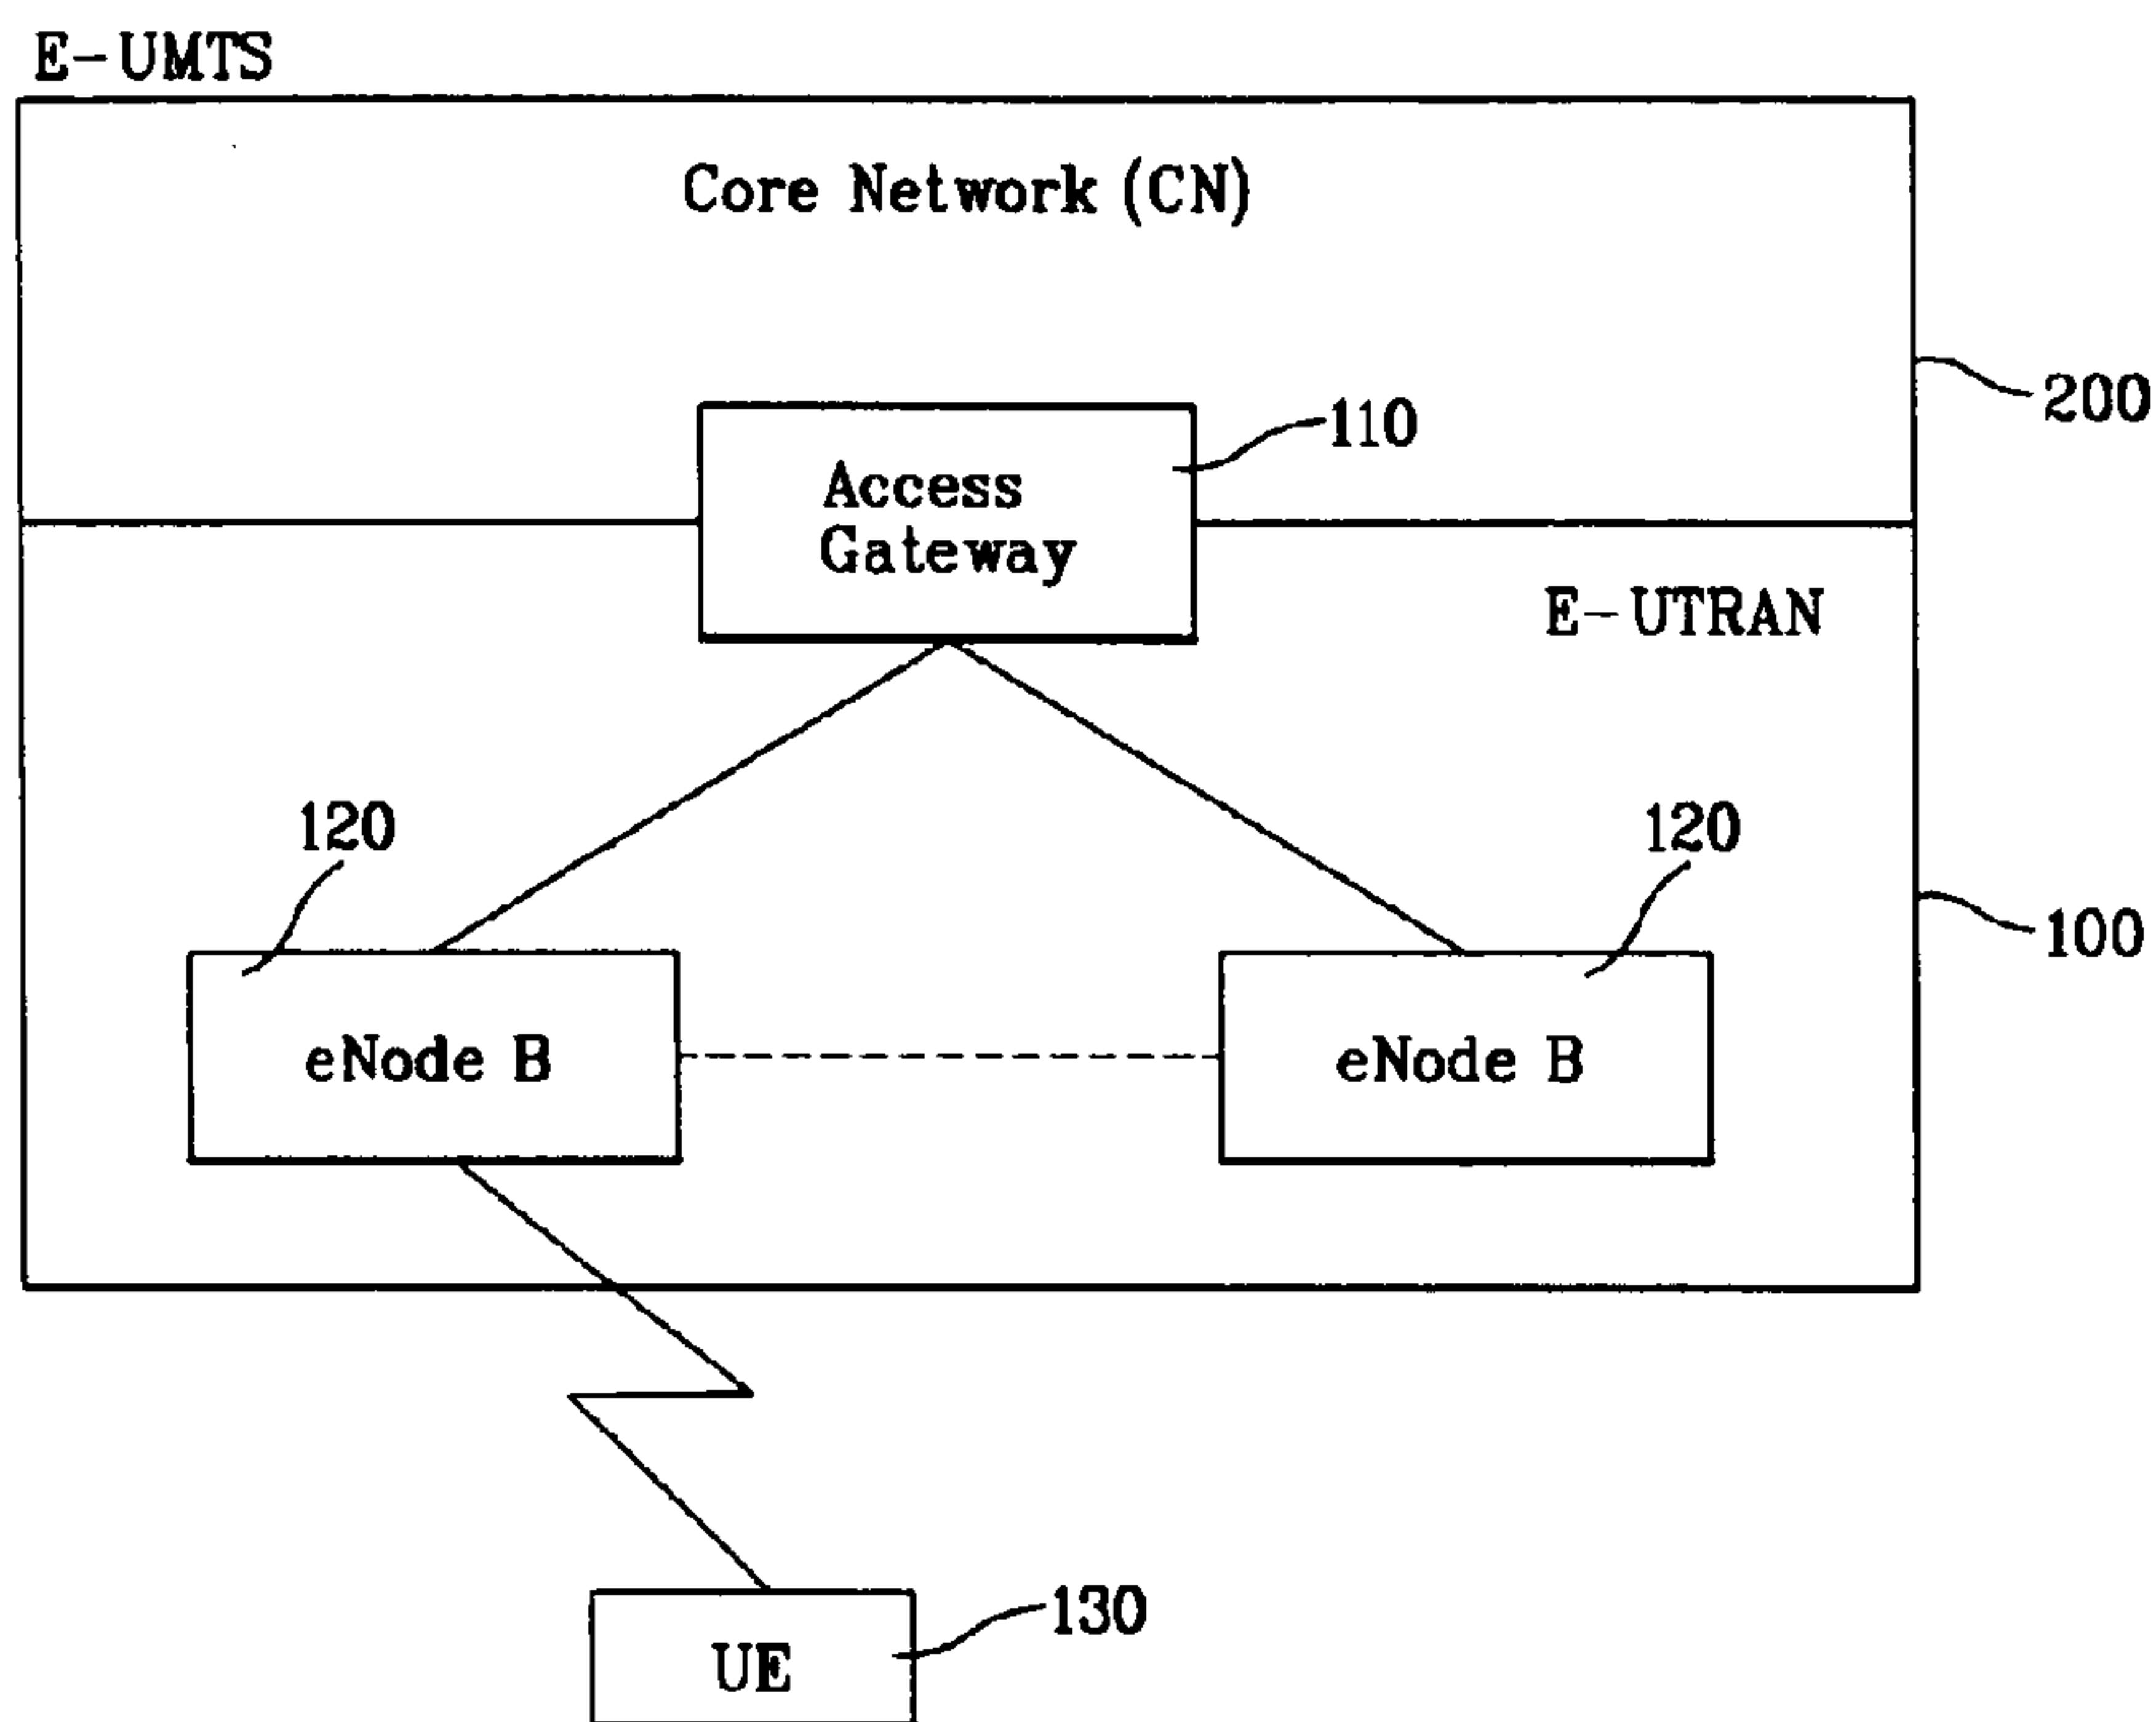 E-UMTS
Core Network (CN)
200
110
Access
Gateway
E-UTRAN
120
120
100
eNode B
eNode B
130
UE